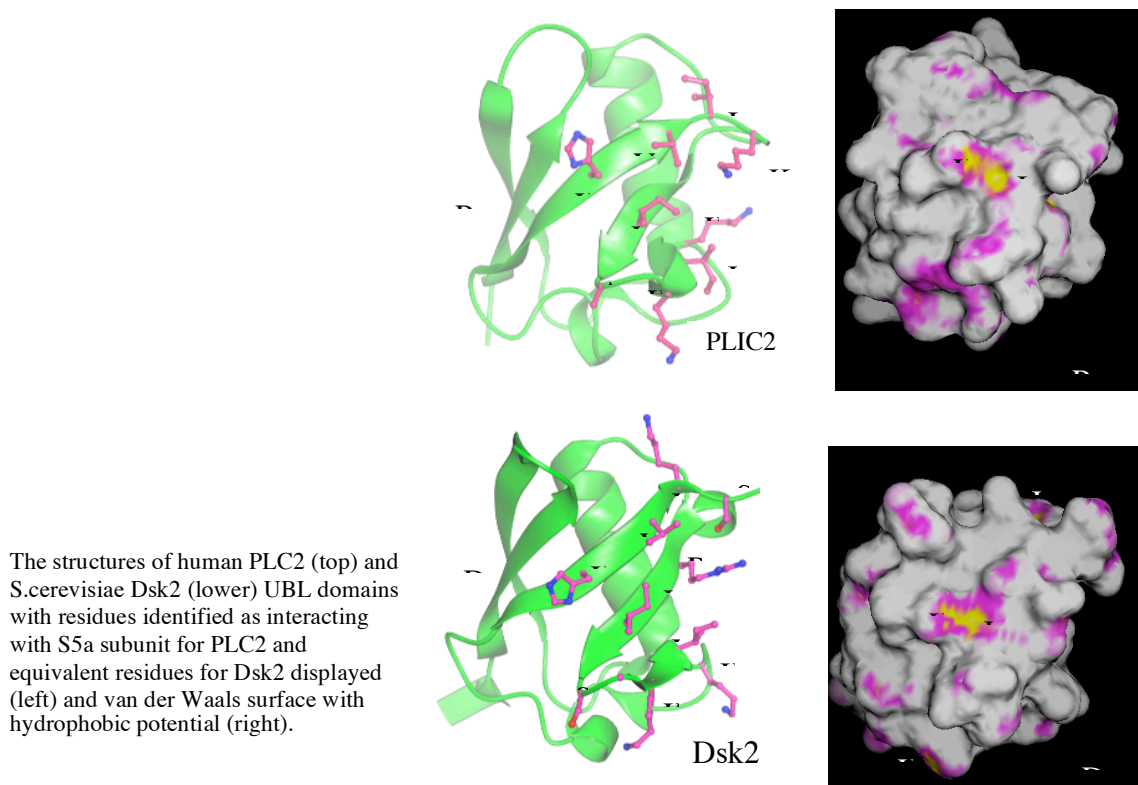 PLIC2
The structures of human PLC2 (top) and
S.cerevisiae Dsk2 (lower) UBL domains
with residues identified as interacting
with S5a subunit for PLC2 and
equivalent residues for Dsk2 displayed
(left) and van der Waals surface with
hydrophobic potential (right).
Dsk2